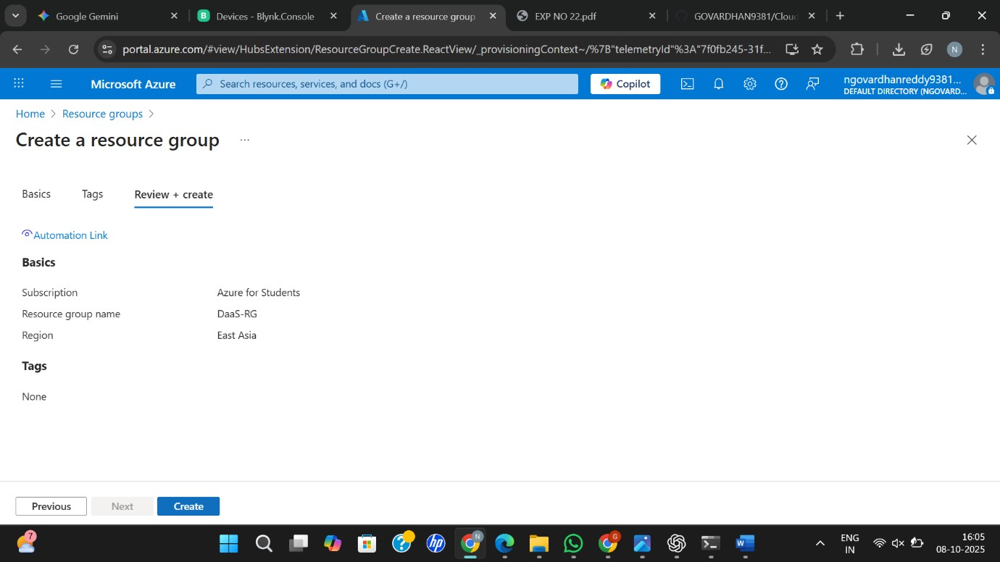 Google Gemini
B Devices - Blynk.Console
Create a resource group
EXP NO 22.pdf
GOVARDHAN9381/Cloud
portal.azure.com/#view/HubsExtension/ResourceGroupCreate.ReactView/_provisioningContext~/%7B"telemetryId"%3A"7f0fb245-31f...
N
Microsoft Azure
Search resources, services, and docs (G+/)
Copilot
ngovardhanreddy9381...
DEFAULT DIRECTORY (NGOVARD...
Home > Resource groups >
Create a resource group ...
Basics Tags Review + create
Automation Link
Basics
Subscription Azure for Students
Resource group name DaaS-RG
Region East Asia
Tags
None
Previous Next Create
7
hp
N
G
W
ENG
IN
16:05
08-10-2025